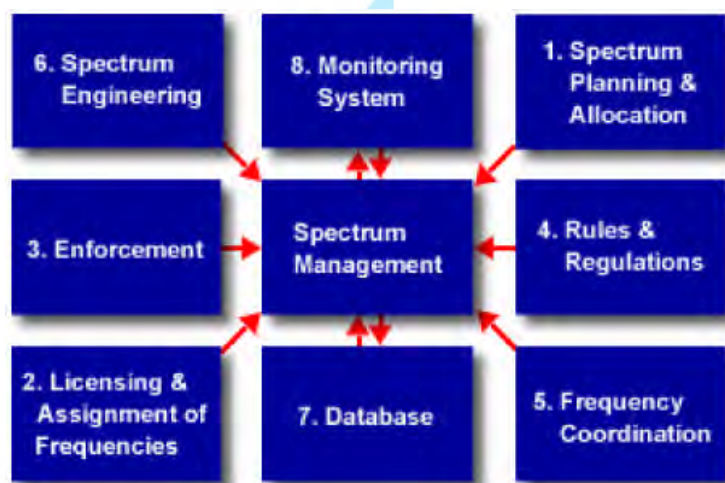 6. Spectrum
Engineering
8. Monitoring
System
1. Spectrum
Planning &
Allocation
3. Enforcement
Spectrum
Management
4. Rules &
Regulations
2. Licensing &
Assignment of
Frequencies
7. Database
5. Frequency
Coordination